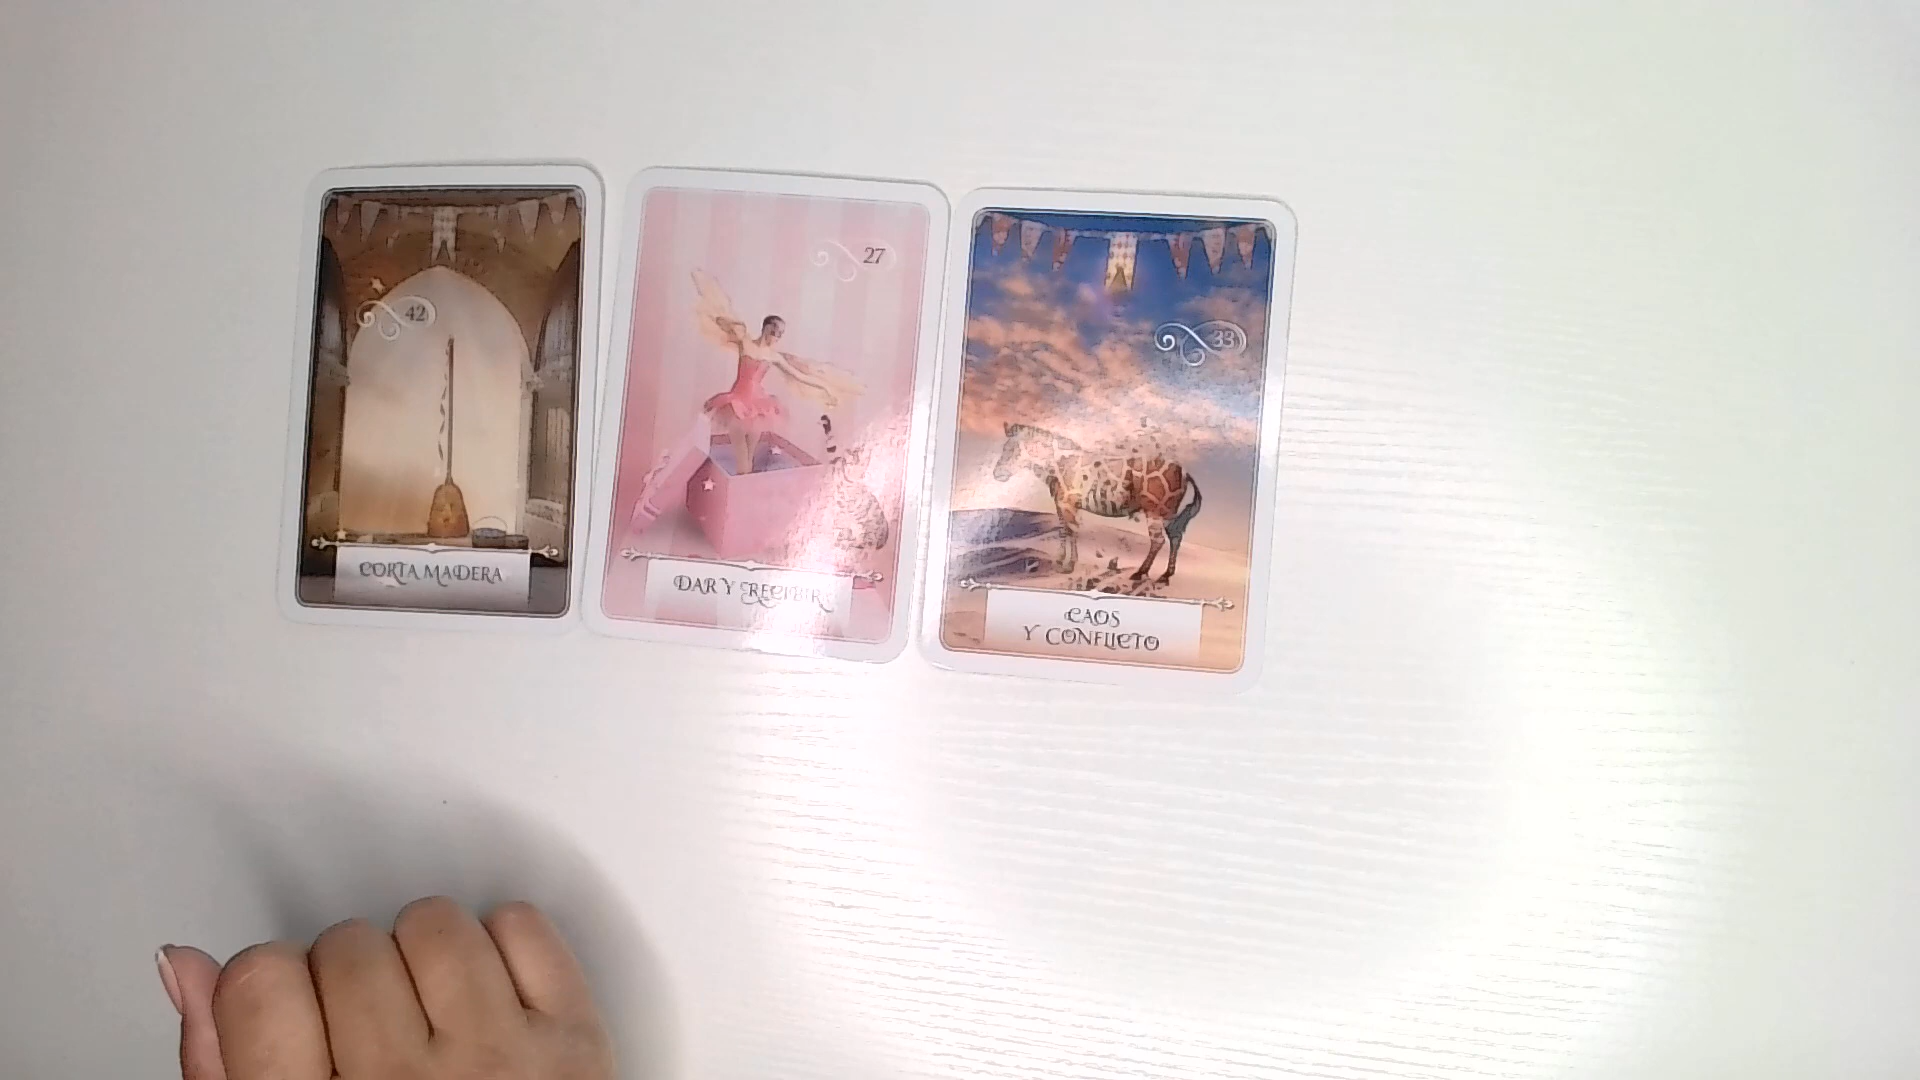 42
CORTA MADERA
27
DAR Y RECIBIR
33
CAOS
Y CONFLICTO